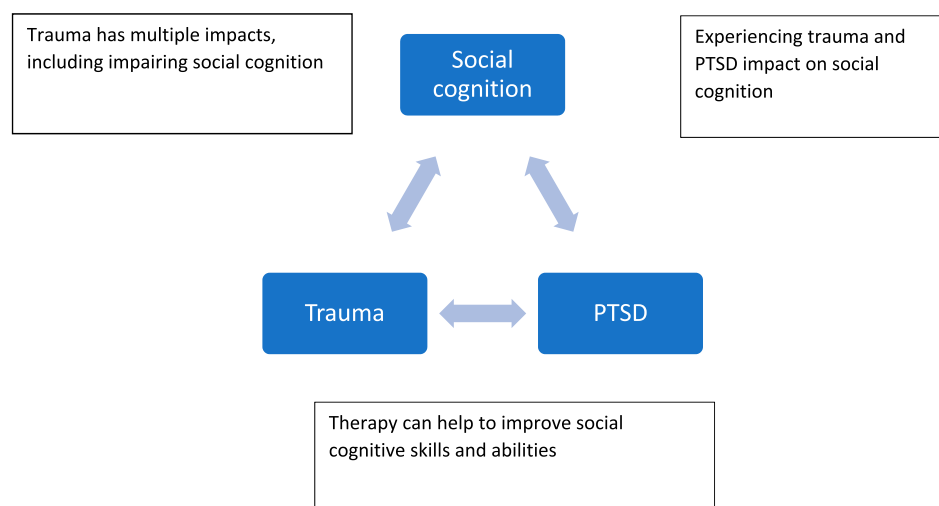 Trauma has multiple impacts,
including impairing social cognition
Social
cognition
Experiencing trauma and
PTSD impact on social
cognition
Trauma
PTSD
Therapy can help to improve social
cognitive skills and abilities